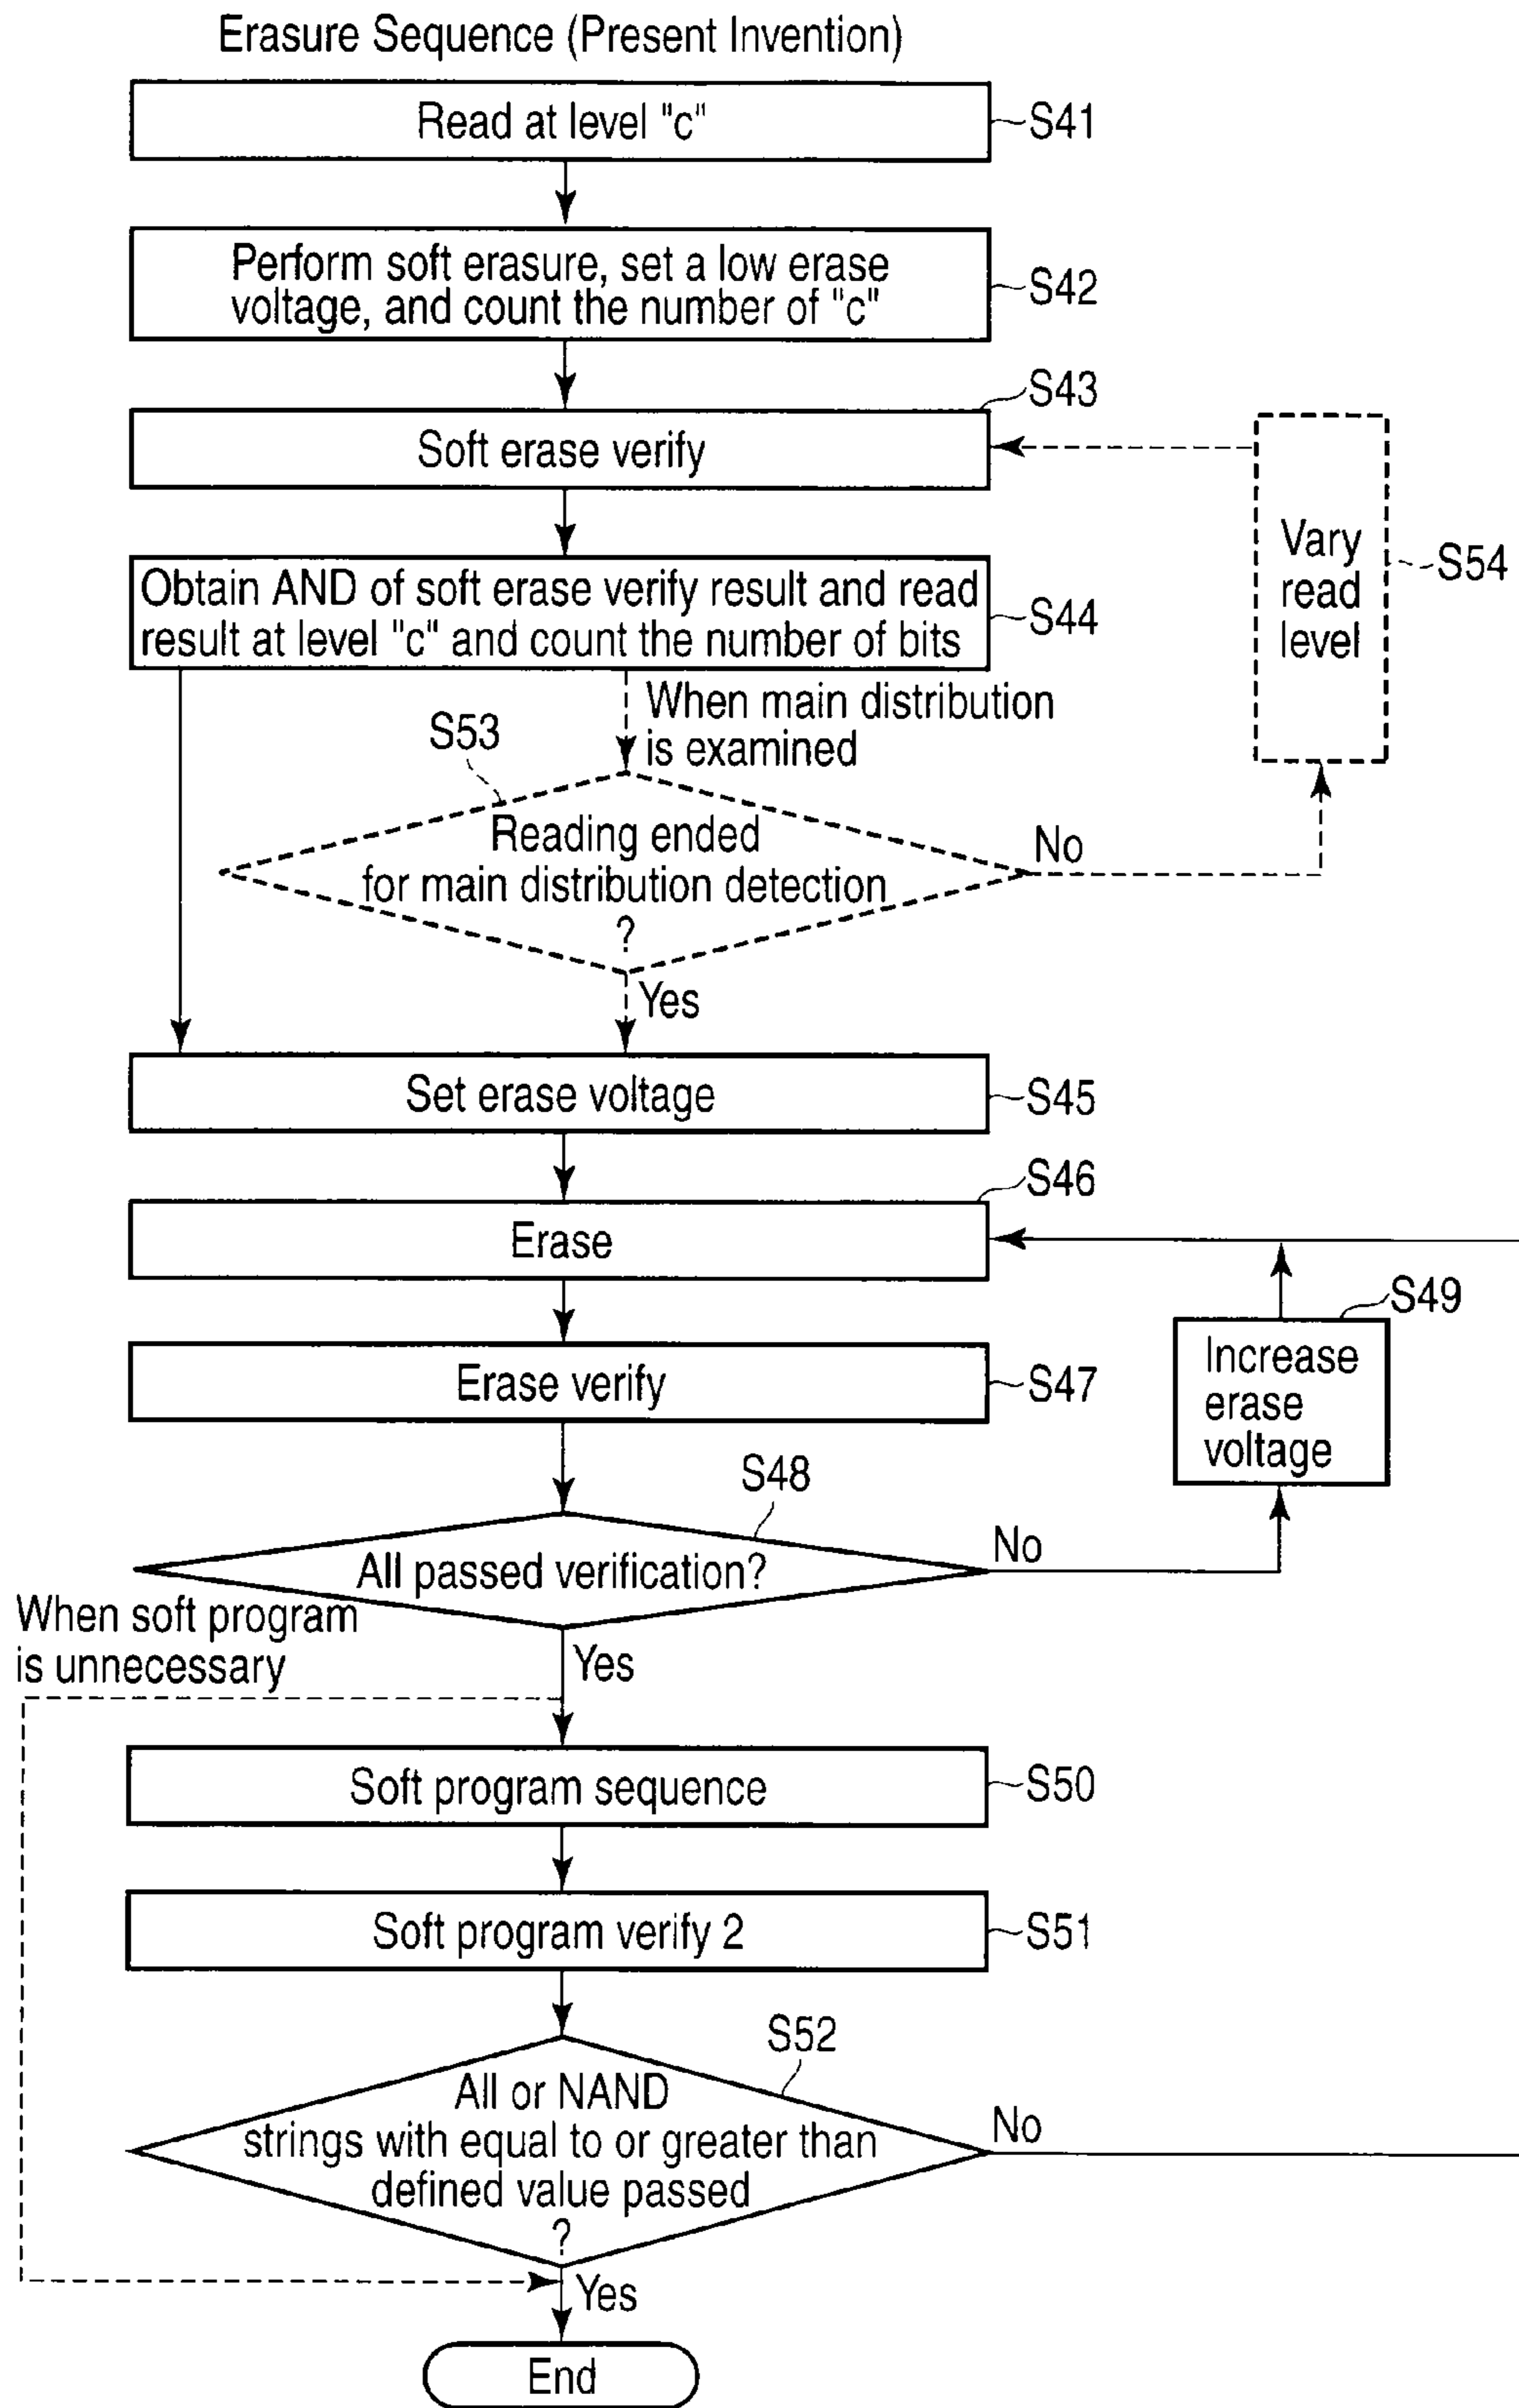 Erasure Sequence (Present Invention)
Read at level "c"
S41
Perform soft erasure, set a low erase
voltage, and count the number of "c"
S42
S43
Soft erase verify
Vary
read
level
S54
Obtain AND of soft erase verify result and read
result at level "c" and count the number of bits
S44
When main distribution
is examined
S53
Reading ended
for main distribution detection
?
No
Yes
Set erase voltage
S45
S46
Erase
S49
Increase
erase
voltage
Erase verify
S47
S48
All passed verification?
No
When soft program
is unnecessary
Yes
Soft program sequence
S50
Soft program verify 2
S51
S52
All or NAND
strings with equal to or greater than
defined value passed
?
No
Yes
End